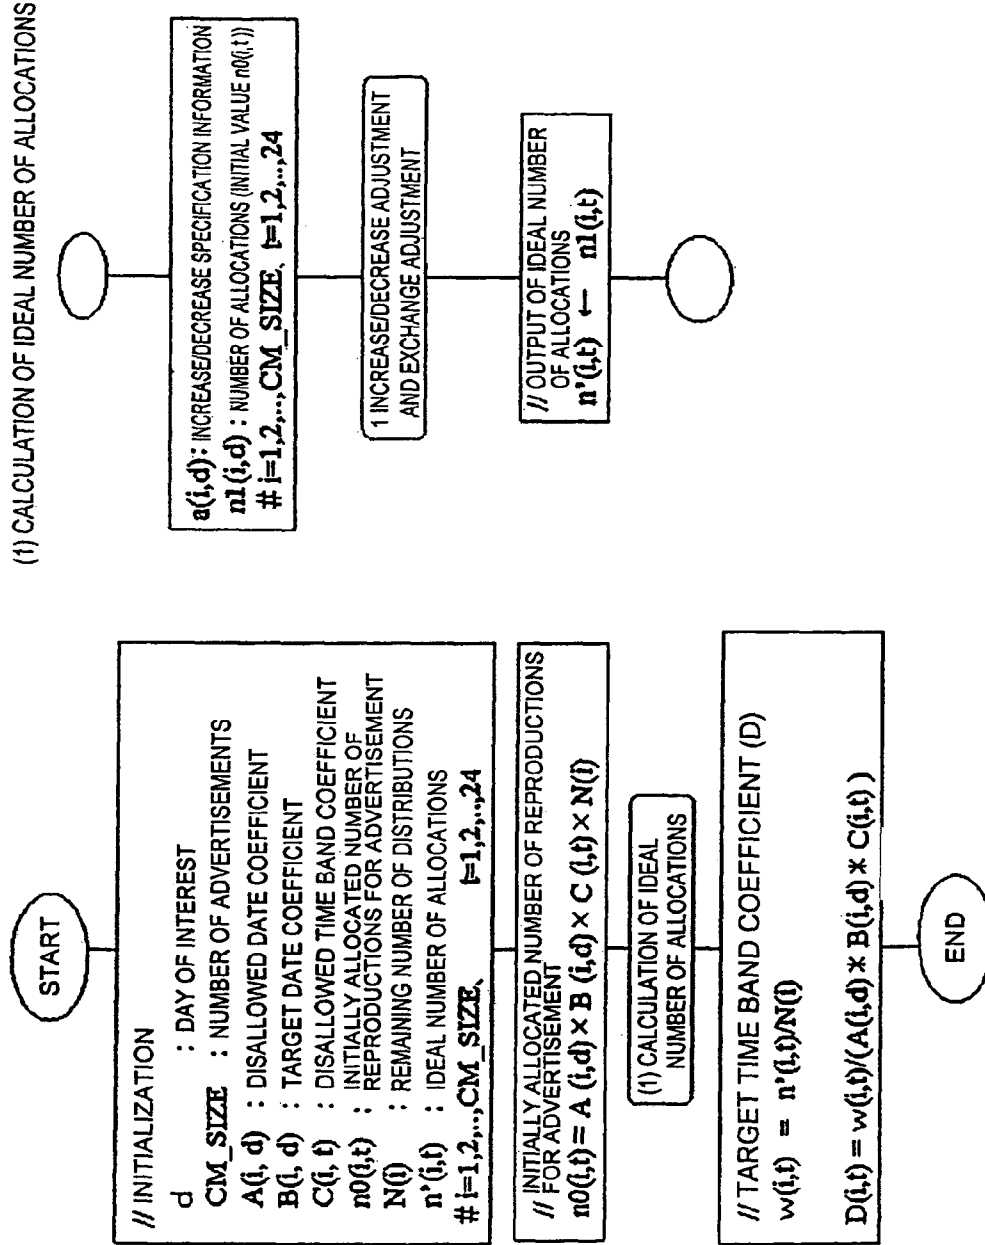 START
// INITIALIZATION
d : DAY OF INTEREST
CM_SIZE : NUMBER OF ADVERTISEMENTS
A(i, d) : DISALLOWED DATE COEFFICIENT
B(i, d) : TARGET DATE COEFFICIENT
C(i, t) : DISALLOWED TIME BAND COEFFICIENT
n0(i,t) : INITIALLY ALLOCATED NUMBER OF
REPRODUCTIONS FOR ADVERTISEMENT
N(i) : REMAINING NUMBER OF DISTRIBUTIONS
n'(i,t) : IDEAL NUMBER OF ALLOCATIONS
# i=1,2,..,CM_SIZE、 t=1,2,..,24
// INITIALLY ALLOCATED NUMBER OF REPRODUCTIONS
FOR ADVERTISEMENT
n0(i,t) = A (i,d) × B (i,d) × C (i,t) × N(i)
(1) CALCULATION OF IDEAL
NUMBER OF ALLOCATIONS
// TARGET TIME BAND COEFFICIENT (D)
w(i,t) = n'(i,t)/N(i)
D(i,t) = w(i,t)/(A(i,d) × B(i,d) × C(i,t) )
END
(1) CALCULATION OF IDEAL NUMBER OF ALLOCATIONS
a(i,d): INCREASE/DECREASE SPECIFICATION INFORMATION
n1(i,d) : NUMBER OF ALLOCATIONS (INITIAL VALUE n0(i,t))
# i=1,2,..,CM_SIZE、 t=1,2,..,24
1 INCREASE/DECREASE ADJUSTMENT
AND EXCHANGE ADJUSTMENT
// OUTPUT OF IDEAL NUMBER
OF ALLOCATIONS
n'(i,t) ← n1(i,t)